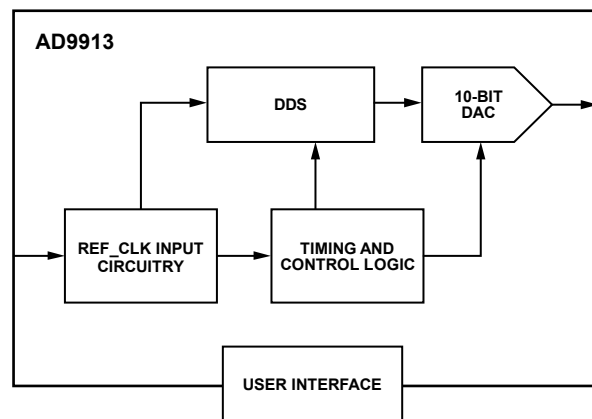 AD9913
DDS
10-BIT
DAC
REF_CLK INPUT
CIRCUITRY
TIMING AND
CONTROL LOGIC
USER INTERFACE